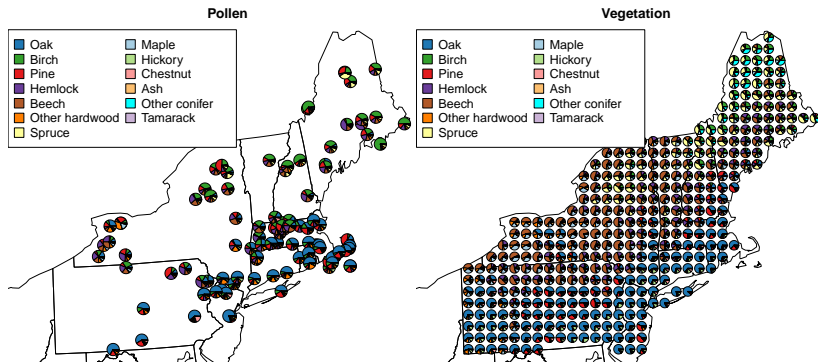 Pollen
Oak Maple
Birch Hickory
Pine Chestnut
Hemlock Ash
Beech Other conifer
Other hardwood Tamarack
Spruce
Vegetation
Oak Maple
Birch Hickory
Pine Chestnut
Hemlock Ash
Beech Other conifer
Other hardwood Tamarack
Spruce